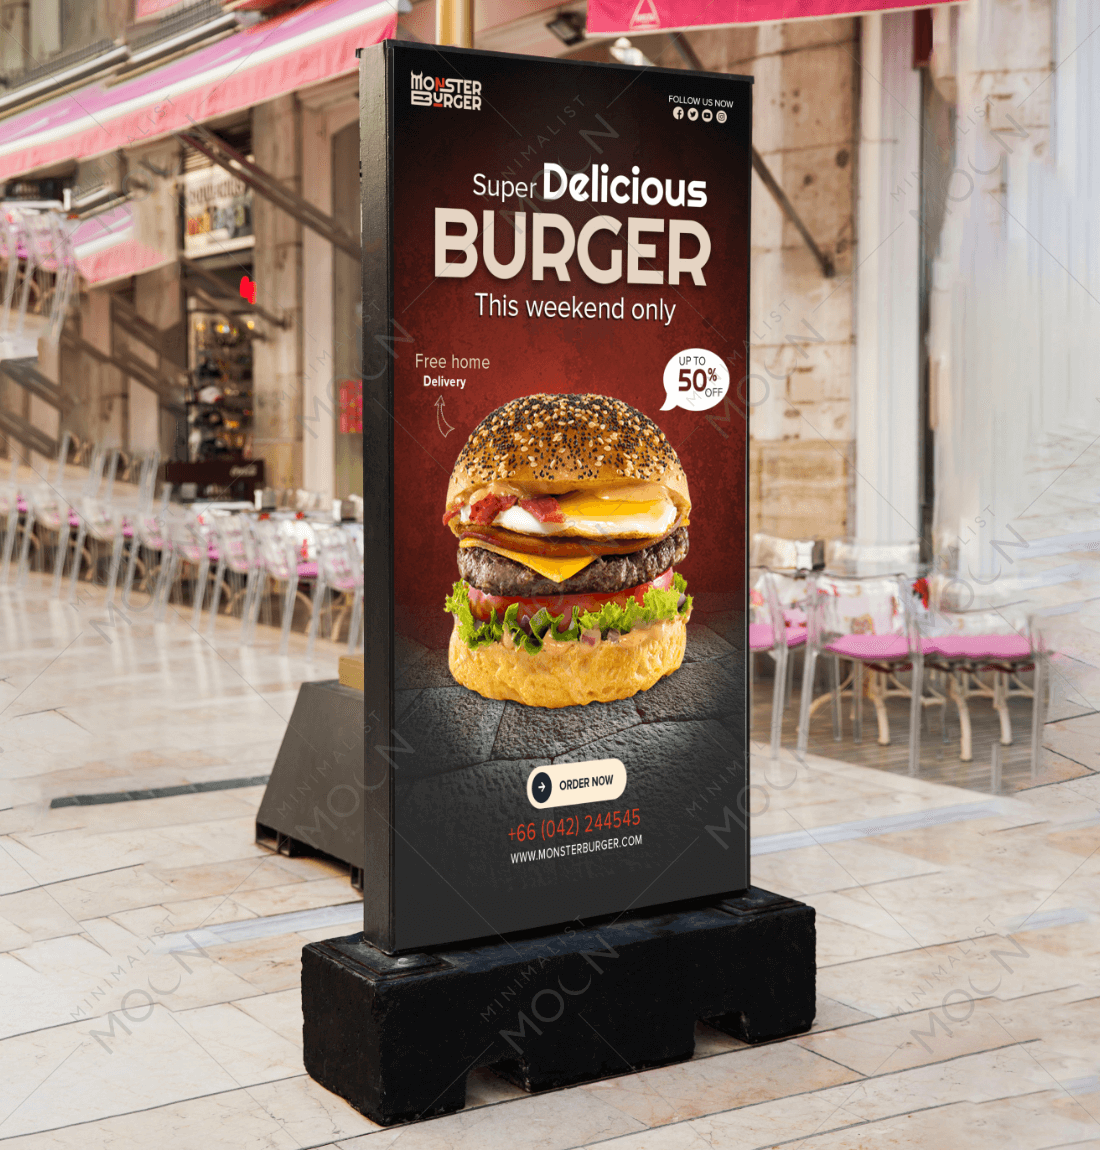 MONSTER
BURGER
FOLLOW US NOW
Super Delicious
BURGER
This weekend only
Free home
Delivery
UP TO
50%
OFF
ORDER NOW
+66 (042) 244545
WWW.MONSTERBURGER.COM
MINIMALIST